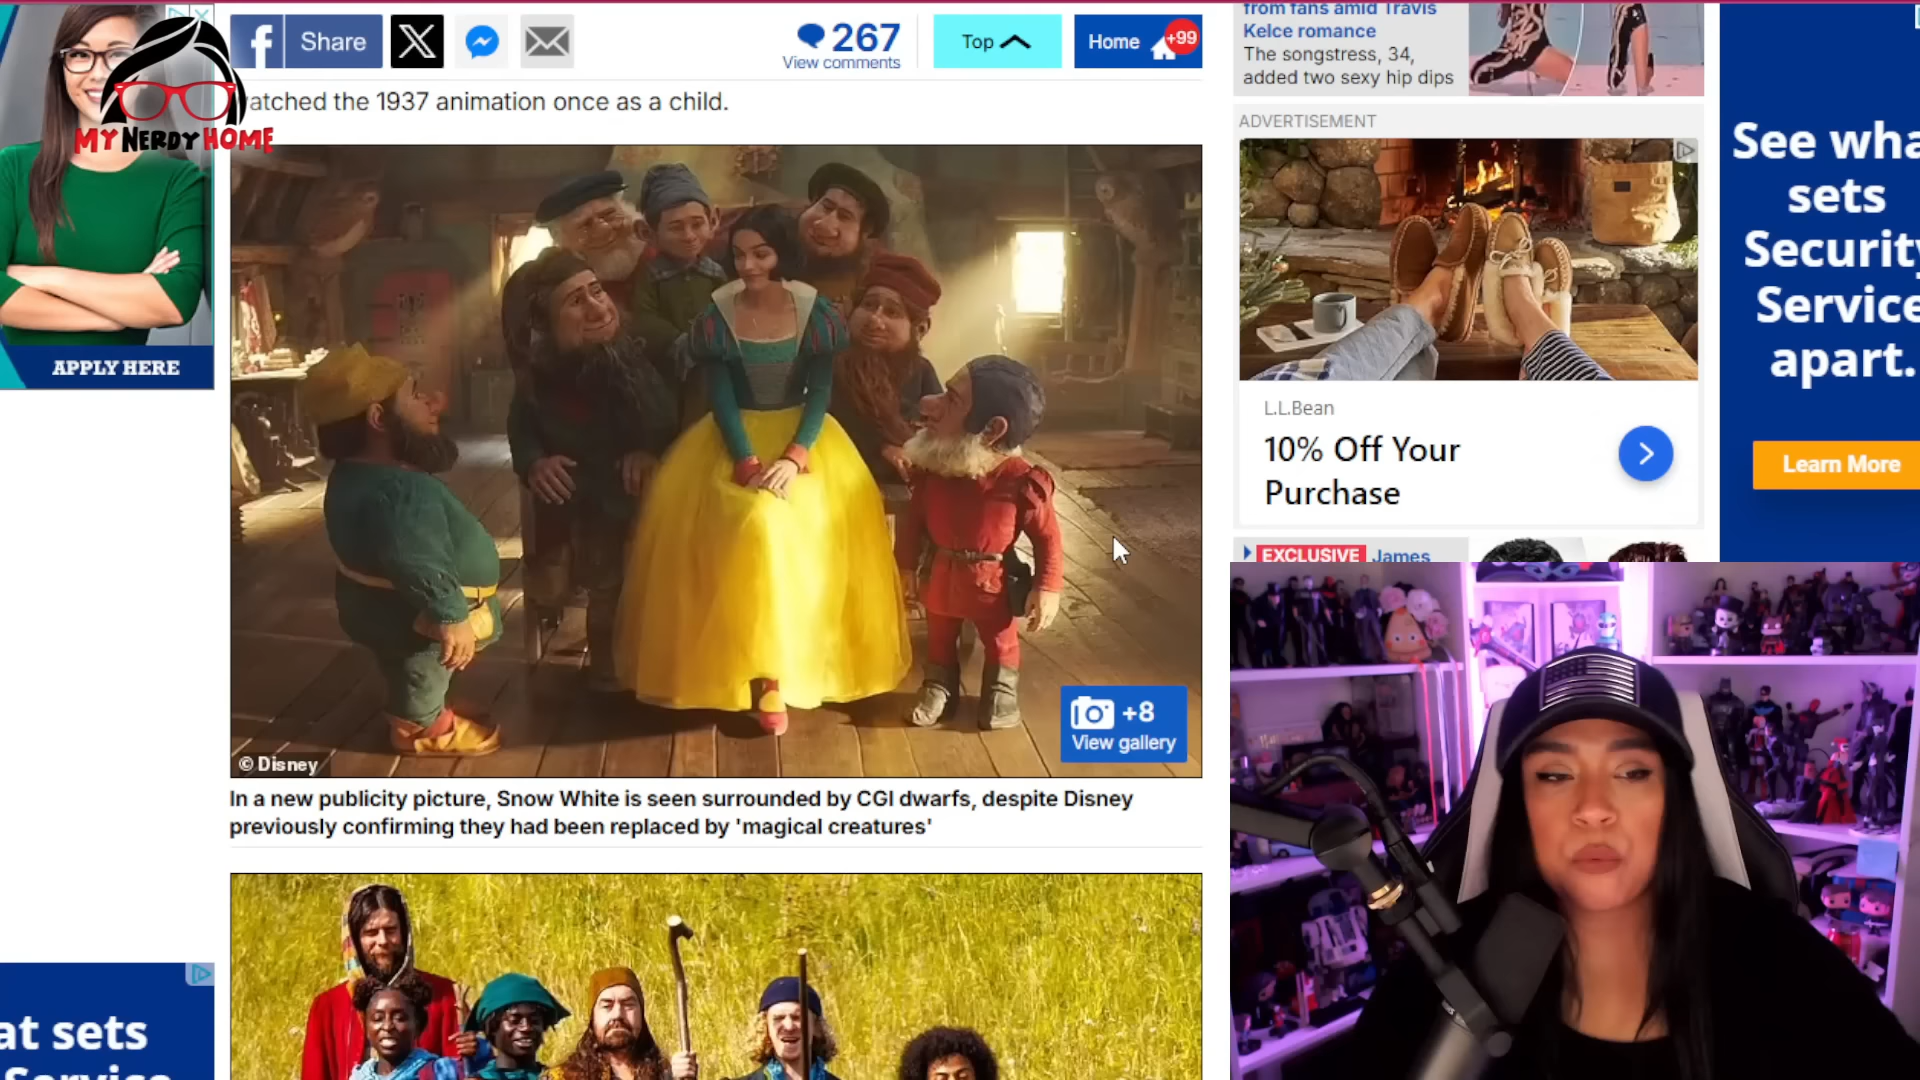 Share
267
View comments
Top
Home
+99
from fans amid Travis
Kelce romance
The songstress, 34,
added two sexy hip dips
MY NERDY HOME
watched the 1937 animation once as a child.
ADVERTISEMENT
APPLY HERE
L.L.Bean
10% Off Your
Purchase
EXCLUSIVE James
See wha
sets
Security
Service
apart.
Learn More
+8
View gallery
© Disney
In a new publicity picture, Snow White is seen surrounded by CGI dwarfs, despite Disney
previously confirming they had been replaced by 'magical creatures'
at sets
Service